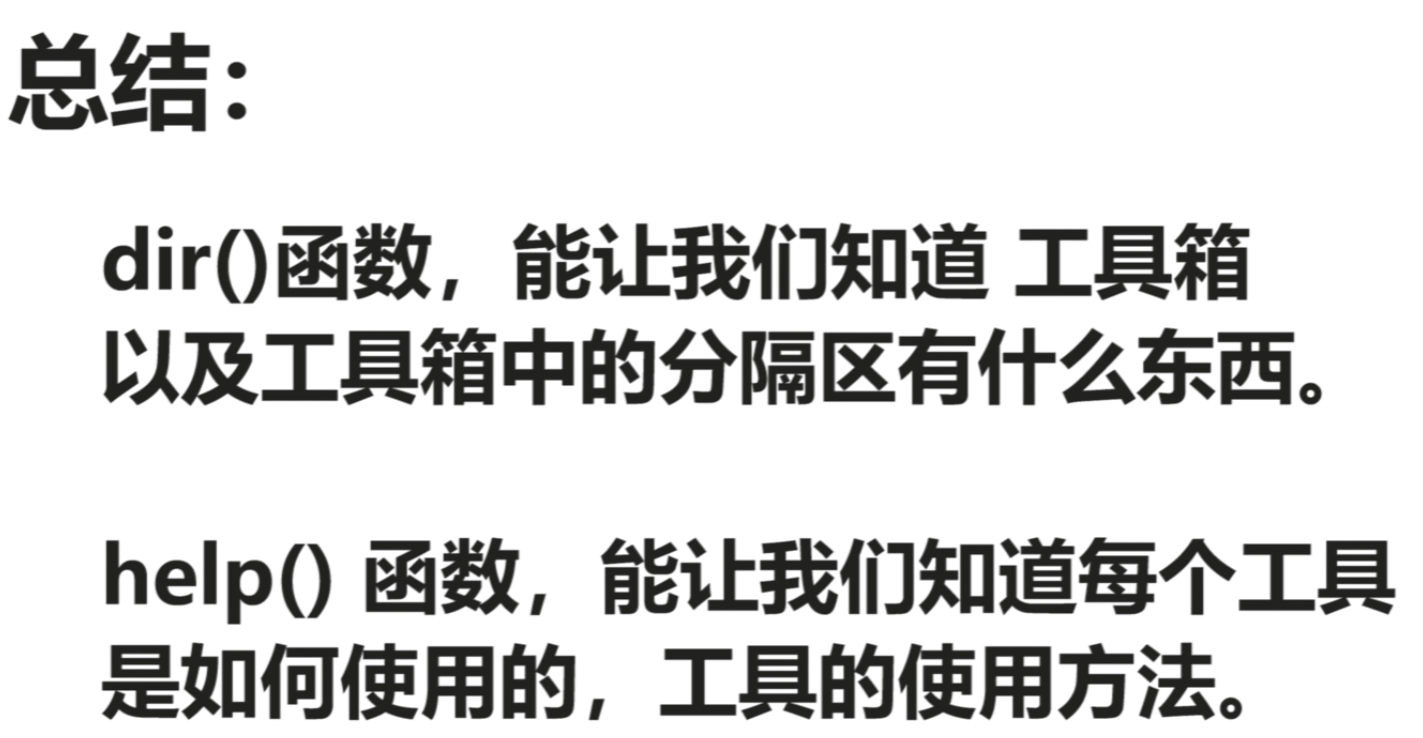 总结：
dir()函数，能让我们知道 工具箱
以及工具箱中的分隔区有什么东西。
help() 函数，能让我们知道每个工具
是如何使用的，工具的使用方法。